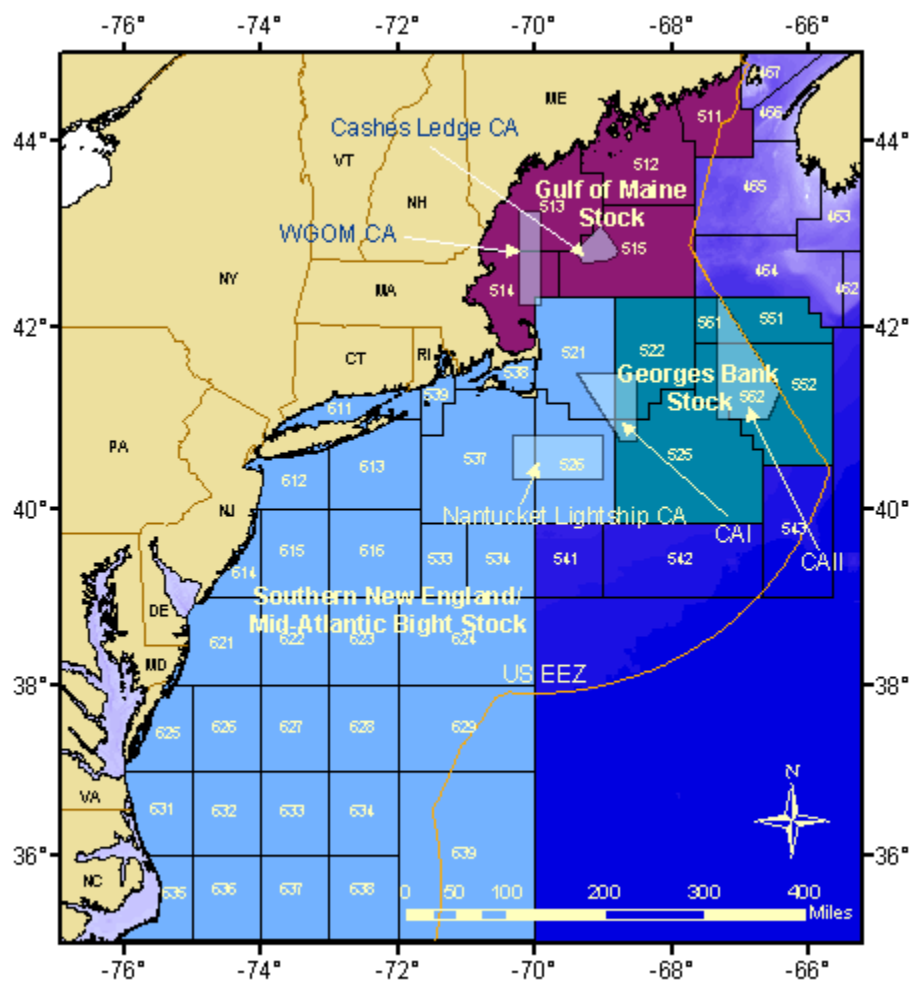 -76° -74° -72° -70° -68° -66°
467
44°
ME
511
466
44°
Cashes Ledge CA
VT
512
465
Gulf of Maine
513
Stock
NH
463
WGOM CA
515
464
NY
MA
514
462
42°
551
42°
561
CT
RI
521
522
538
Georges Bank
552
539
Stock
562
611
PA
537
526
525
613
612
Nantucket Lightship CA
40°
40°
NJ
CAI
543
615
616
533
534
541
542
CAII
614
Southern New England/
DE
Mid-Atlantic Bight Stock
621
622
623
624
MD
US EEZ
38°
38°
625
626
627
628
629
N
VA
631
632
633
634
36°
639
36°
NC
635
636
637
638
0 50 100 200 300 400
Miles
-76° -74° -72° -70° -68° -66°